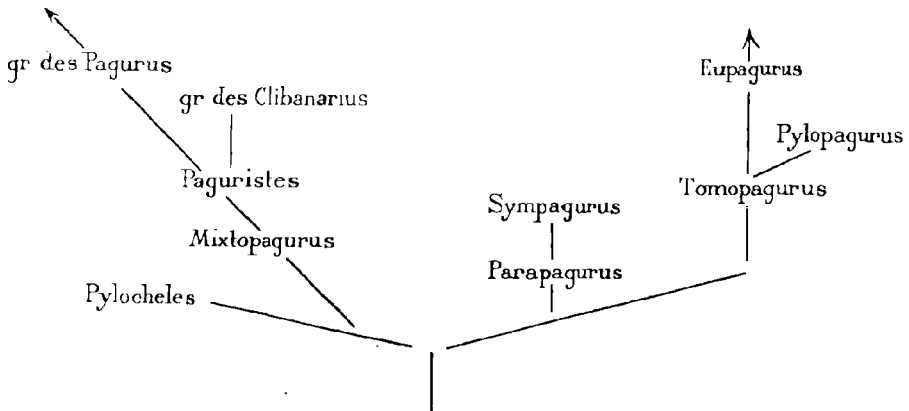 gr des Pagurus
Eupagurus
gr des Clibanarius
Pylopagurus
Paguristes
Tomopagurus
Sympagurus
Mixtopagurus
Parapagurus
Pylocheles